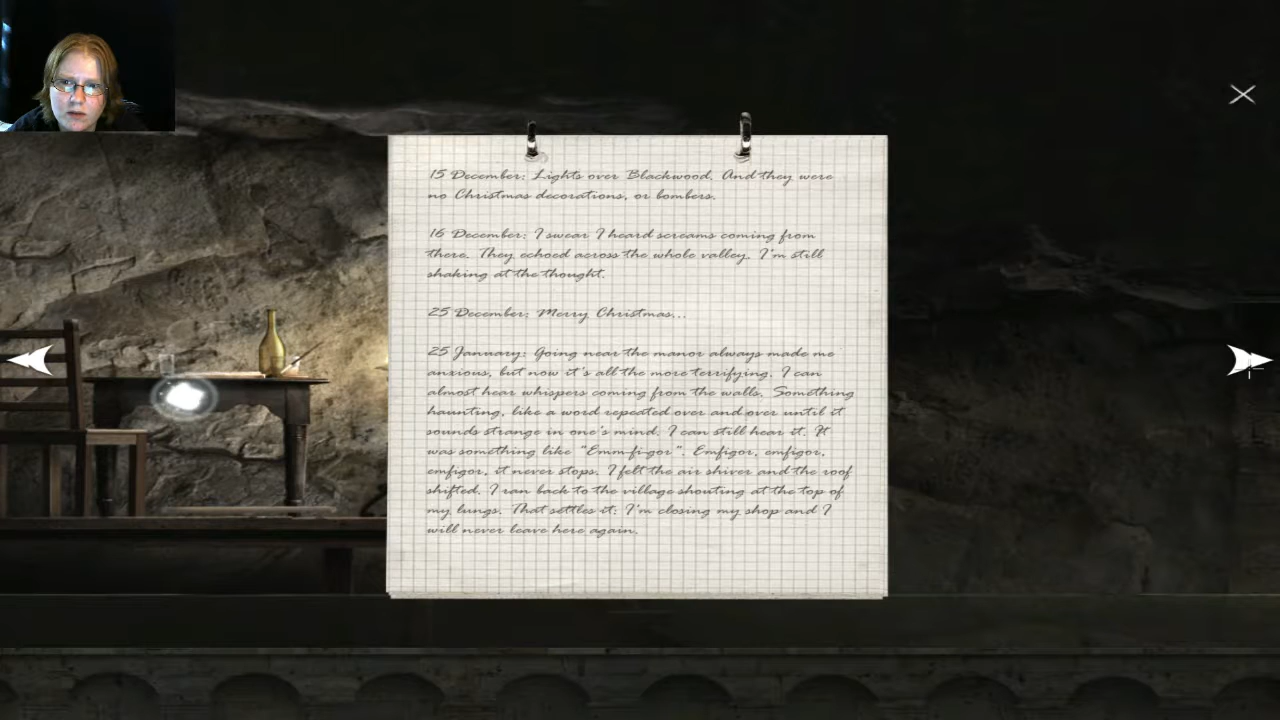 15 December: Lights over Blackwood. And they were
no Christmas decorations, or bombers.
16 December: I swear I heard screams coming from
there. They echoed across the whole valley. I'm still
shaking at the thought.
25 December: Merry Christmas...
25 January: Going near the manor always made me
anxious, but now it's all the more terrifying. I can
almost hear whispers coming from the walls. Something
haunting, like a word repeated over and over until it
sounds strange in one's mind. I can still hear it. It
was something like "Emm-fi-gor". Emfigor, emfigor,
emfigor, it never stops. I felt the air shiver and the roof
shifted. I ran back to the village shouting at the top of
my lungs. That settles it: I'm closing my shop and I
will never leave here again.